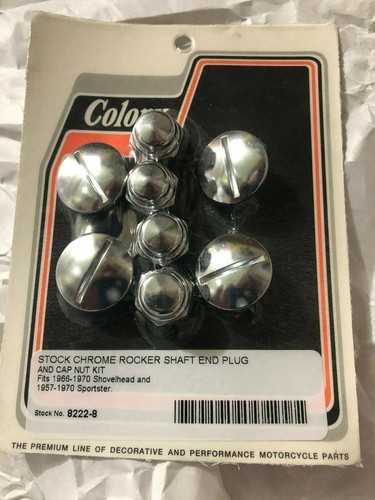 Colony
STOCK CHROME ROCKER SHAFT END PLUG
AND CAP NUT KIT
Fits 1966-1970 Shovelhead and
1957-1970 Sportster.
Stock No. 8222-8
THE PREMIUM LINE OF DECORATIVE AND PERFORMANCE MOTORCYCLE PARTS